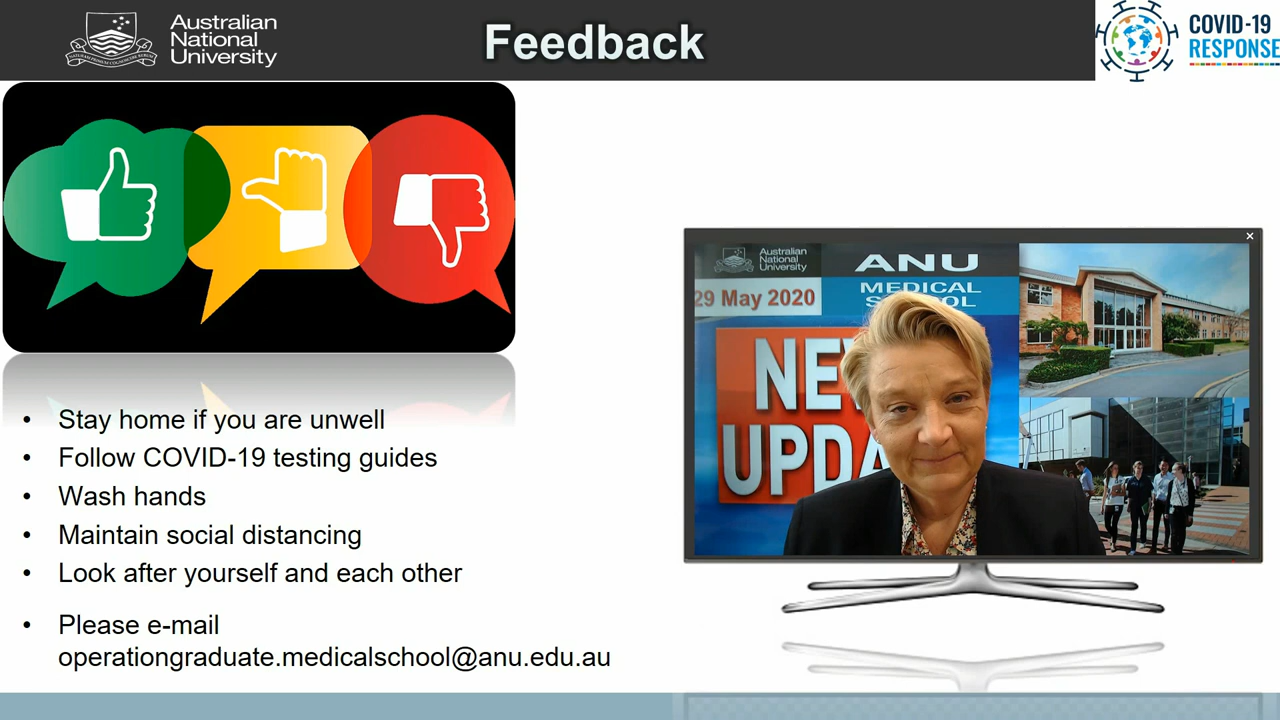 Australian
National
University
Feedback
COVID-19
RESPONSE
Australian
National
University
ANU
MEDICAL
29 May 2020
NEW
UPDA
• Stay home if you are unwell
• Follow COVID-19 testing guides
• Wash hands
• Maintain social distancing
• Look after yourself and each other
• Please e-mail
operationgraduate.medicalschool@anu.edu.au